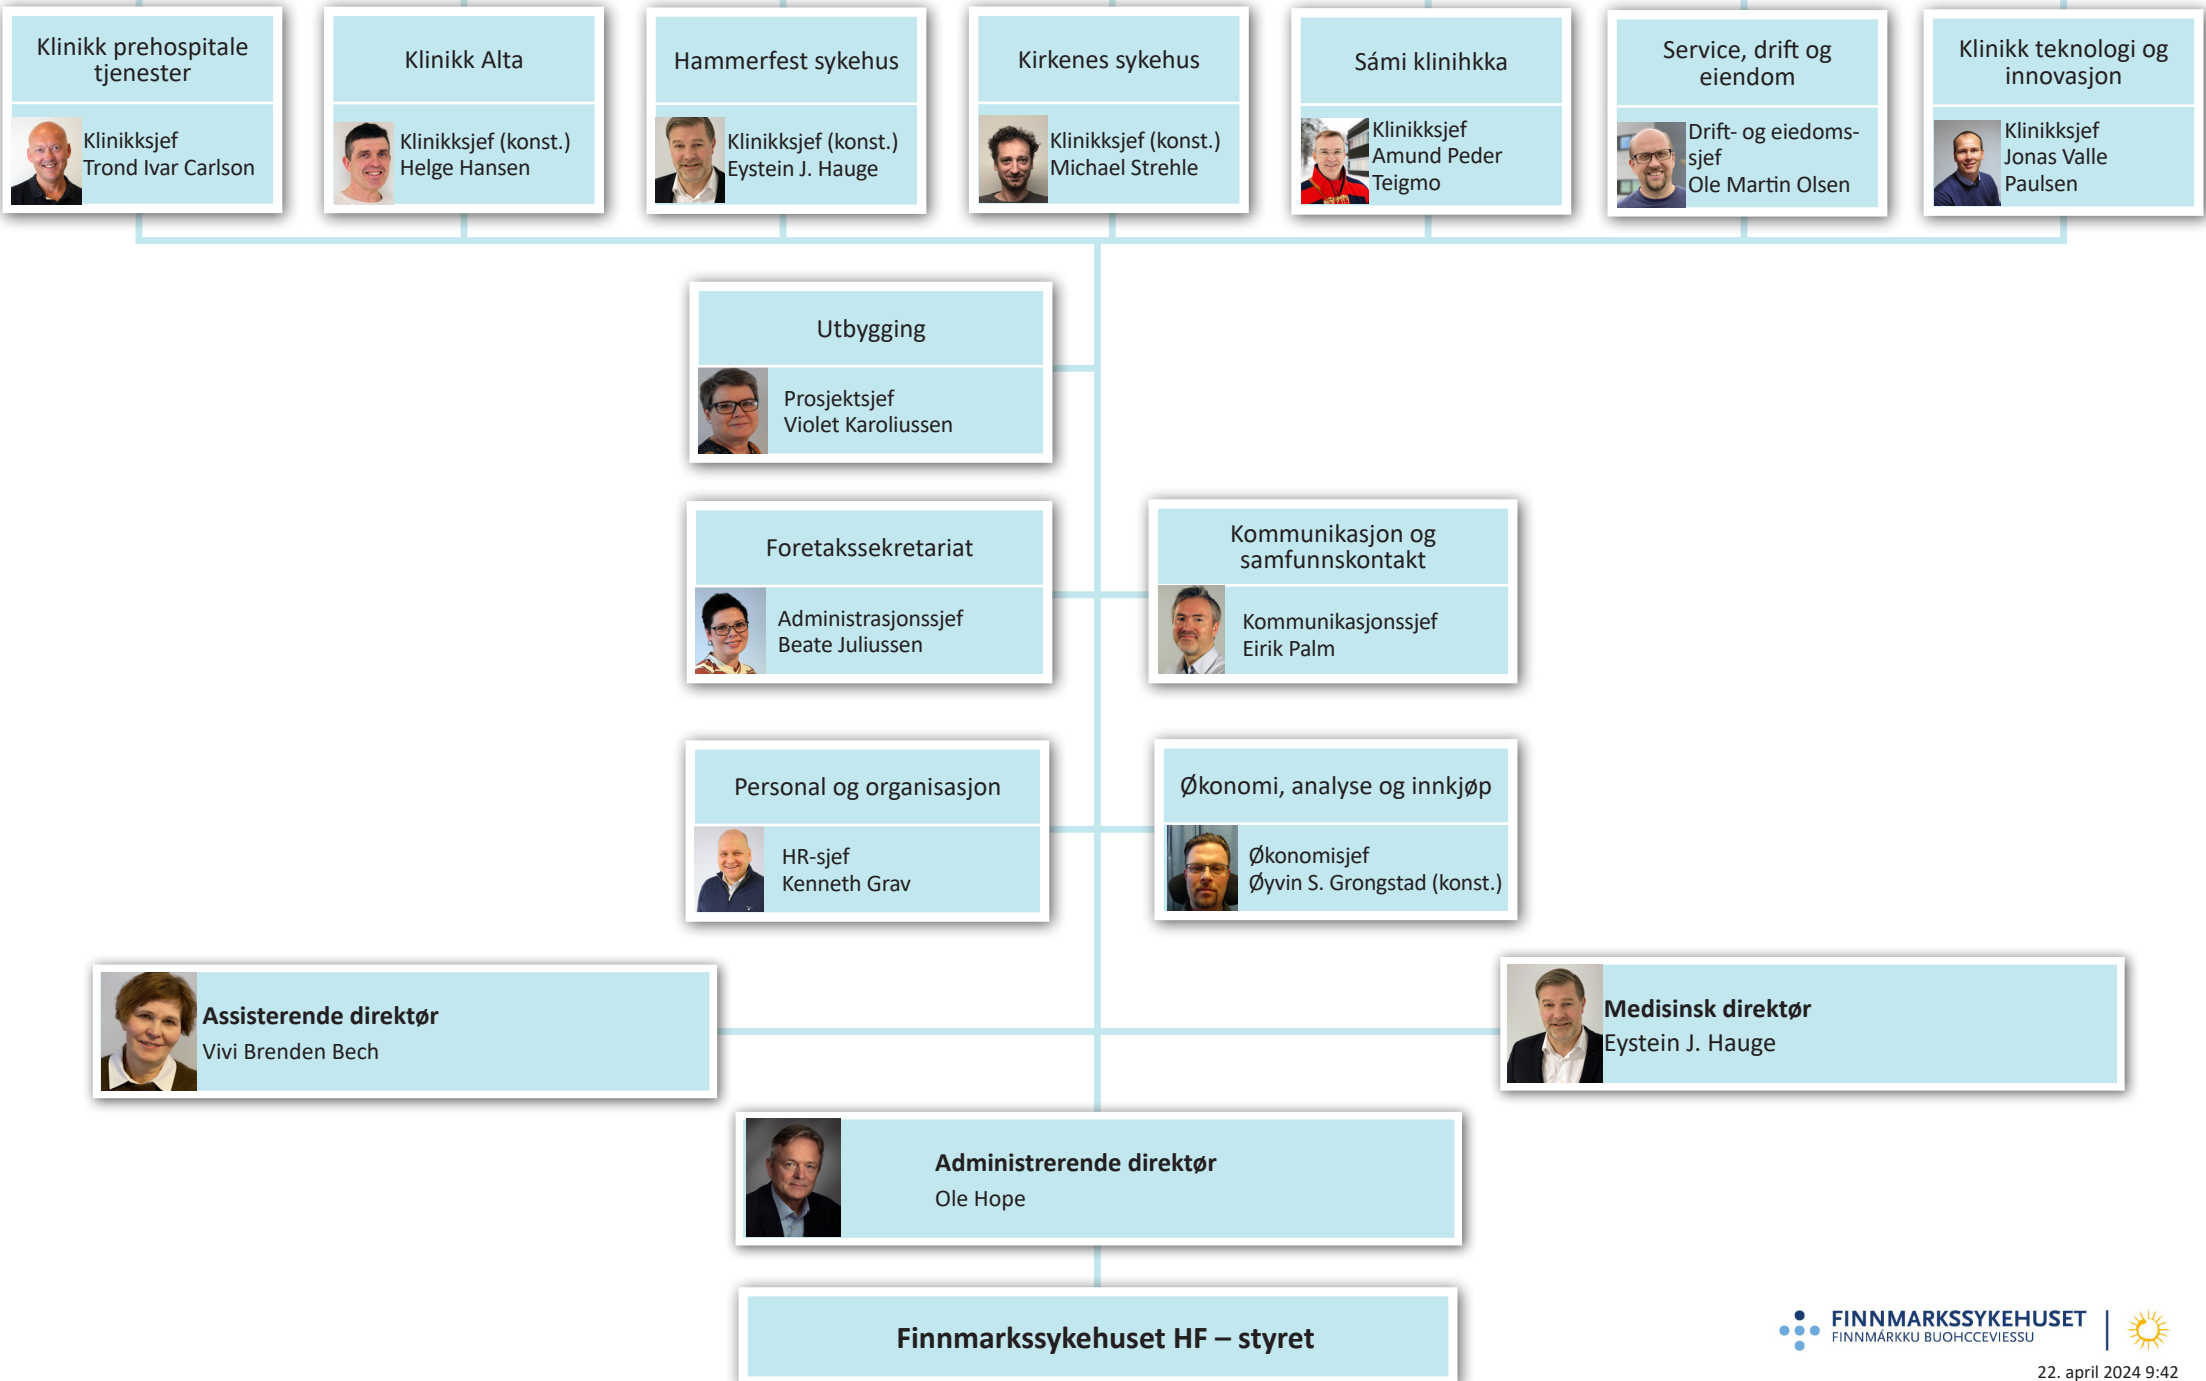 Klinikk prehospitale
tjenester
Klinikksjef
Trond Ivar Carlson
Klinikk Alta
Klinikksjef (konst.)
Helge Hansen
Hammerfest sykehus
Klinikksjef (konst.)
Eystein J. Hauge
Kirkenes sykehus
Klinikksjef (konst.)
Michael Strehle
Sámi klinihkka
Klinikksjef
Amund Peder
Teigmo
Service, drift og
eiendom
Drift- og eiedoms-
sjef
Ole Martin Olsen
Klinikk teknologi og
innovasjon
Klinikksjef
Jonas Valle
Paulsen
Utbygging
Prosjektsjef
Violet Karoliussen
Foretakssekretariat
Administrasjonssjef
Beate Juliussen
Kommunikasjon og
samfunnskontakt
Kommunikasjonssjef
Eirik Palm
Personal og organisasjon
HR-sjef
Kenneth Grav
Økonomi, analyse og innkjøp
Økonomisjef
Øyvin S. Grongstad (konst.)
Assisterende direktør
Vivi Brenden Bech
Medisinsk direktør
Eystein J. Hauge
Administrerende direktør
Ole Hope
Finnmarkssykehuset HF – styret
FINNMARKSSYKEHUSET
FINNMÁRKKU BUOHCCEVIESSU
22. april 2024 9:42